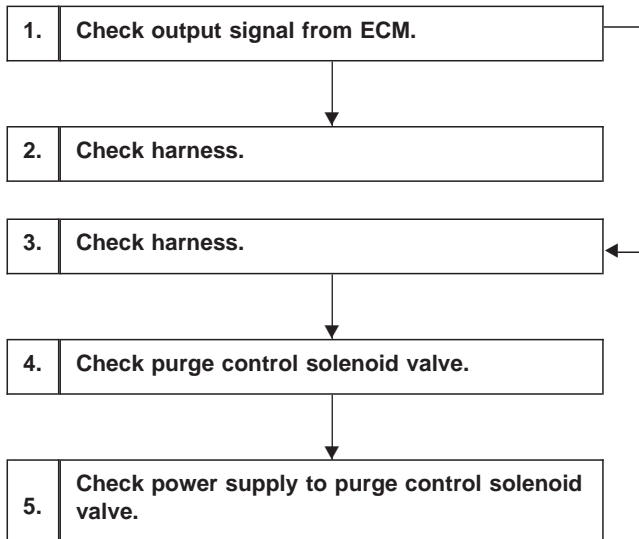 1. Check output signal from ECM.
2. Check harness.
3. Check harness.
4. Check purge control solenoid valve.
5. Check power supply to purge control solenoid
valve.